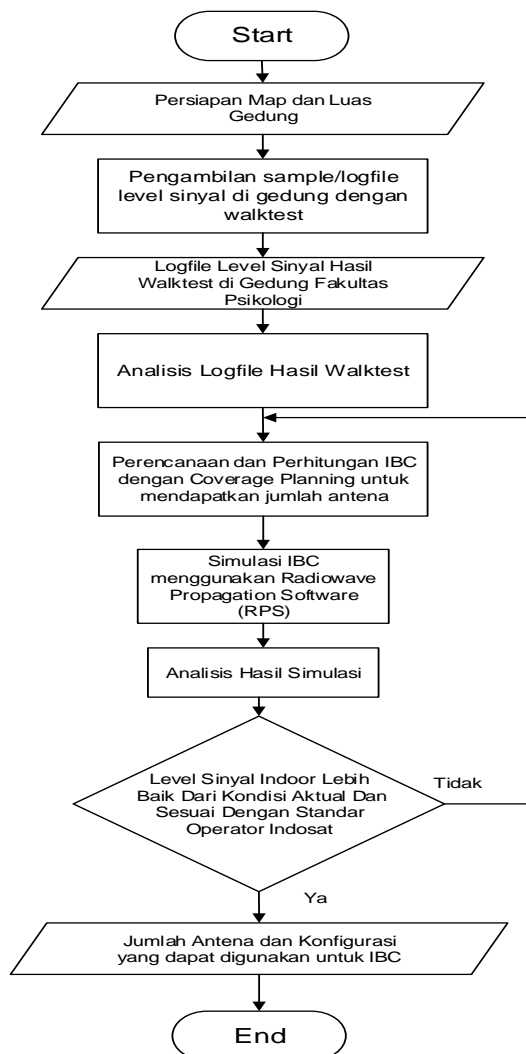 Start
Persiapan Map dan Luas
Gedung
Pengambilan sample/logfile
level sinyal di gedung dengan
walktest
Logfile Level Sinyal Hasil
Walktest di Gedung Fakultas
Psikologi
Analisis Logfile Hasil Walktest
Perencanaan dan Perhitungan IBC
dengan Coverage Planning untuk
mendapatkan jumlah antena
Simulasi IBC
menggunakan Radiowave
Propagation Software
(RPS)
Analisis Hasil Simulasi
Level Sinyal Indoor Lebih
Baik Dari Kondisi Aktual Dan
Sesuai Dengan Standar
Operator Indosat
Tidak
Ya
Jumlah Antena dan Konfigurasi
yang dapat digunakan untuk IBC
End